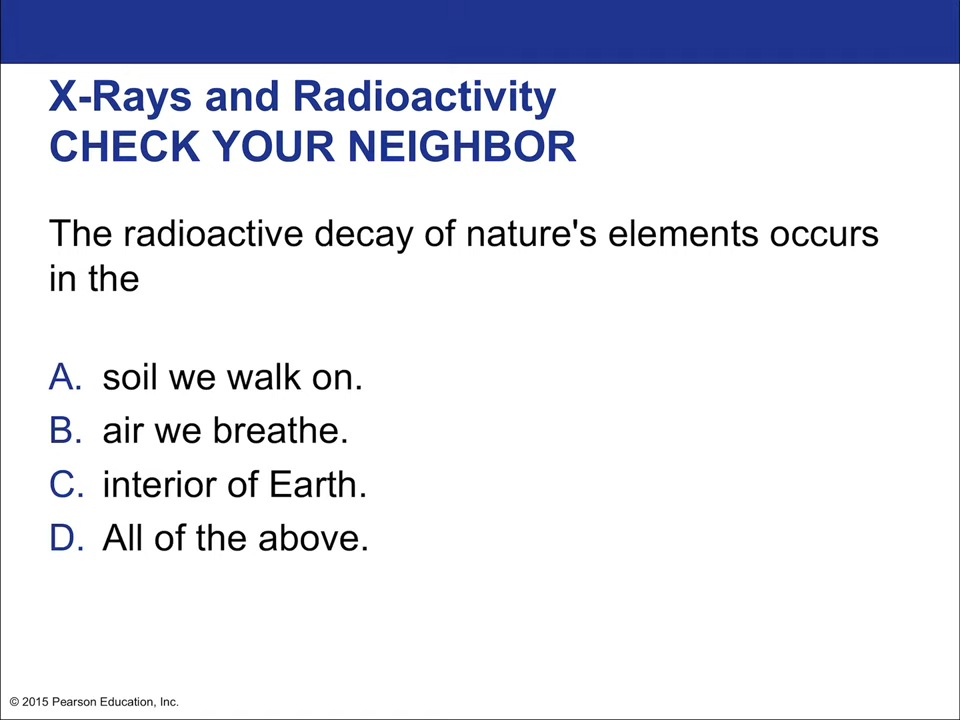 X-Rays and Radioactivity
CHECK YOUR NEIGHBOR
The radioactive decay of nature's elements occurs
in the
A. soil we walk on.
B. air we breathe.
C. interior of Earth.
D. All of the above.
© 2015 Pearson Education, Inc.